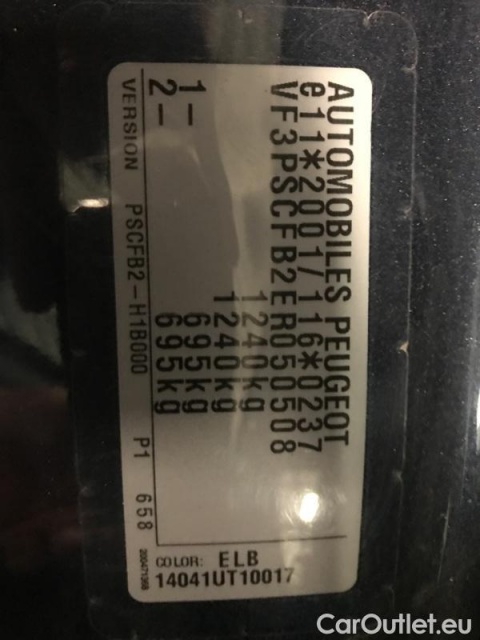 AUTOMOBILES PEUGEOT
e11*2001/116*0237
VF3PSCFB2ER050508
1240kg
1240kg
1- 695kg
2- 695kg
VERSION PSCFB2-H1B000 P1 658
COLOR: ELB
14041UT10017
CarOutlet.eu